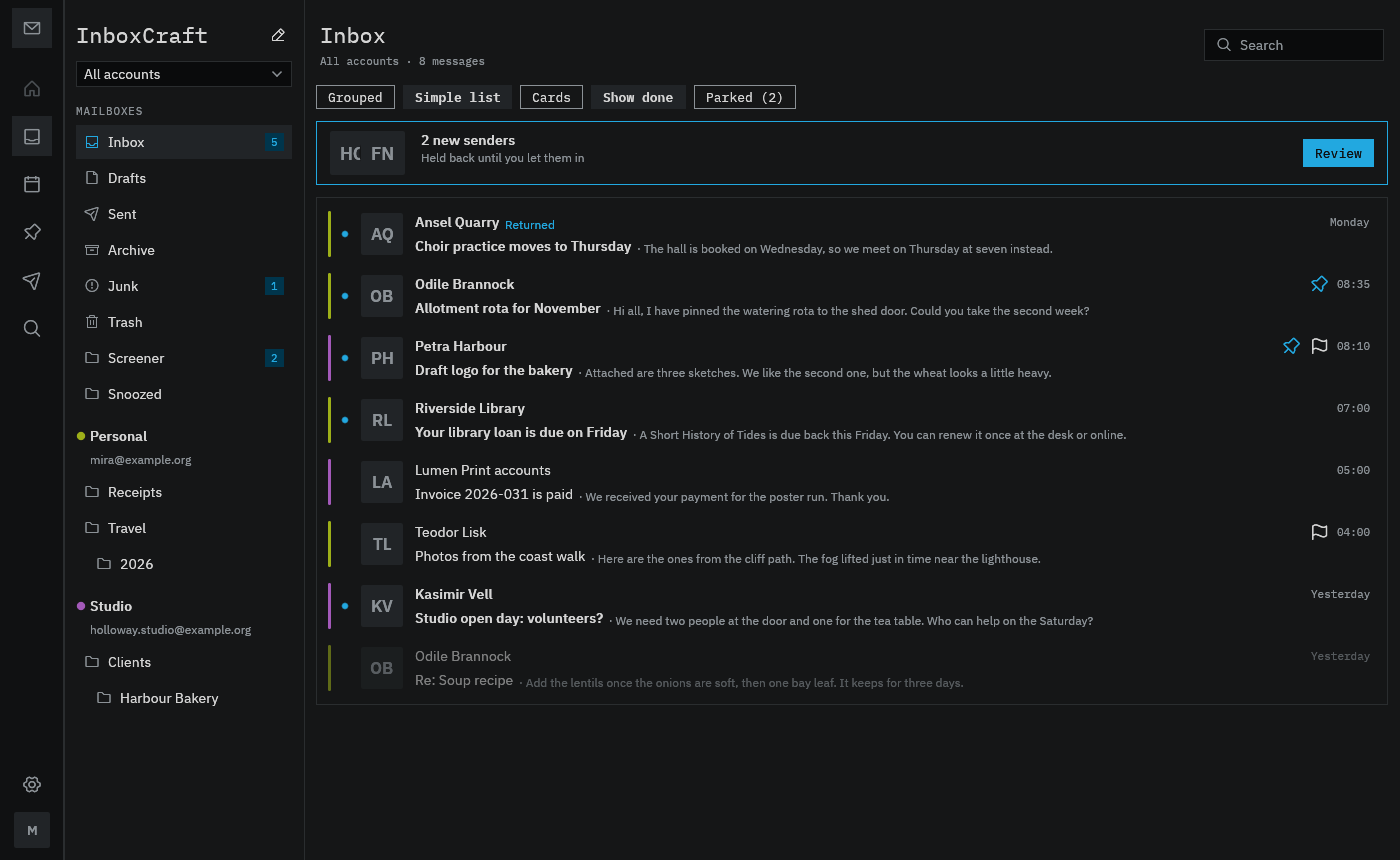 InboxCraft
All accounts
MAILBOXES
Inbox 5
Drafts
Sent
Archive
Junk 1
Trash
Screener 2
Snoozed
Personal
mira@example.org
Receipts
Travel
2026
Studio
holloway.studio@example.org
Clients
Harbour Bakery
M
Inbox
All accounts · 8 messages
Search
Grouped Simple list Cards Show done Parked (2)
FN
2 new senders
Held back until you let them in
Review
AQ Ansel Quarry Returned Monday
Choir practice moves to Thursday · The hall is booked on Wednesday, so we meet on Thursday at seven instead.
OB Odile Brannock 08:35
Allotment rota for November · Hi all, I have pinned the watering rota to the shed door. Could you take the second week?
PH Petra Harbour 08:10
Draft logo for the bakery · Attached are three sketches. We like the second one, but the wheat looks a little heavy.
RL Riverside Library 07:00
Your library loan is due on Friday · A Short History of Tides is due back this Friday. You can renew it once at the desk or online.
LA Lumen Print accounts 05:00
Invoice 2026-031 is paid · We received your payment for the poster run. Thank you.
TL Teodor Lisk 04:00
Photos from the coast walk · Here are the ones from the cliff path. The fog lifted just in time near the lighthouse.
KV Kasimir Vell Yesterday
Studio open day: volunteers? · We need two people at the door and one for the tea table. Who can help on the Saturday?
OB Odile Brannock Yesterday
Re: Soup recipe · Add the lentils once the onions are soft, then one bay leaf. It keeps for three days.